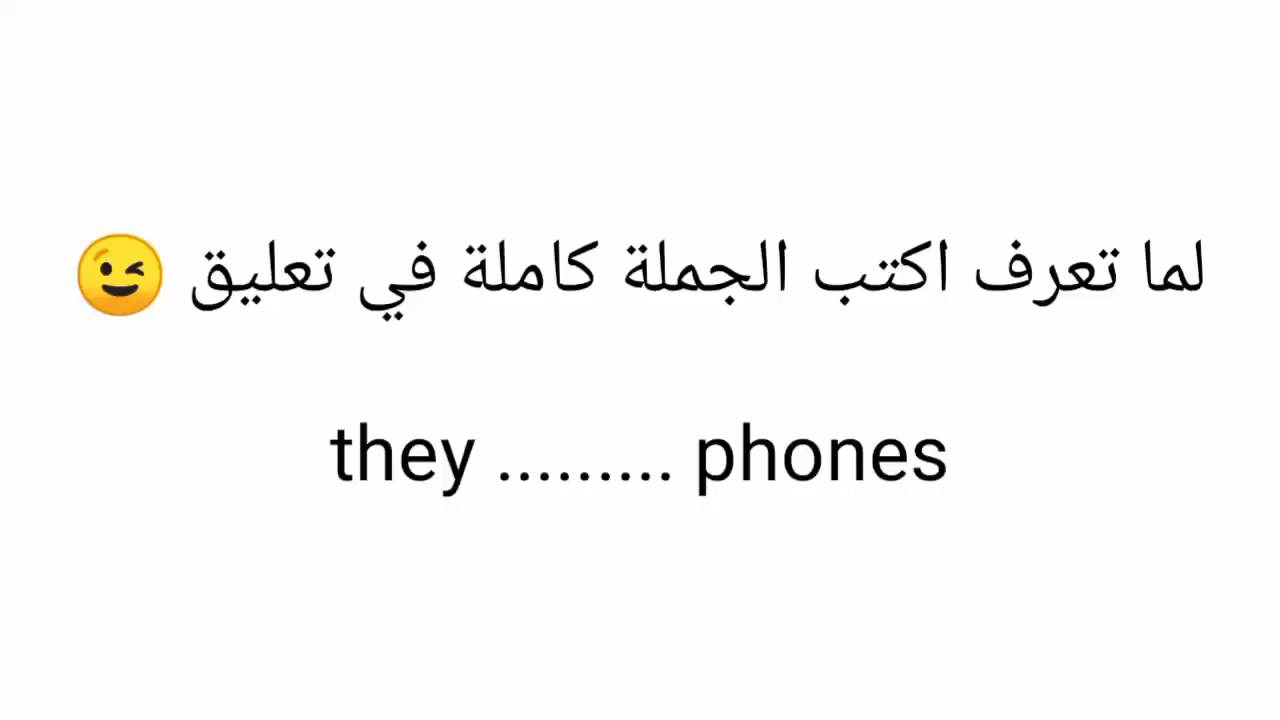 لما تعرف اكتب الجملة كاملة في تعليق 😉
they ......... phones